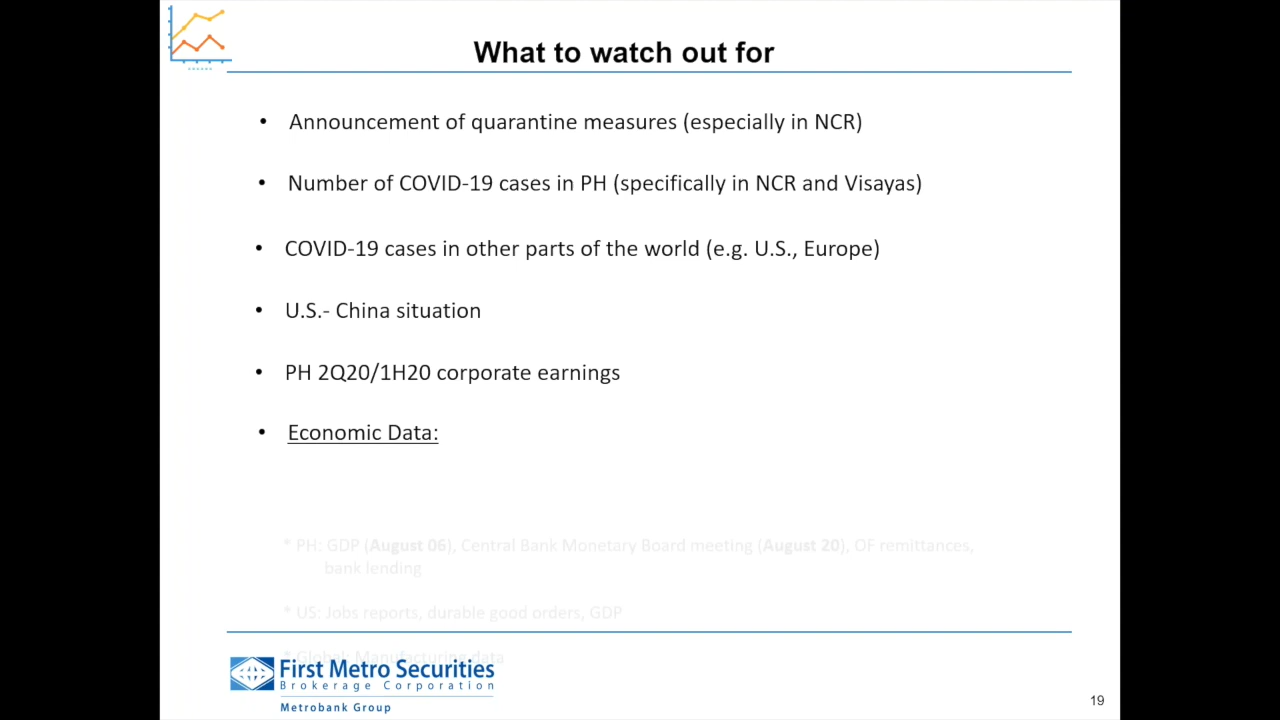 What to watch out for
• Announcement of quarantine measures (especially in NCR)
• Number of COVID-19 cases in PH (specifically in NCR and Visayas)
• COVID-19 cases in other parts of the world (e.g. U.S., Europe)
• U.S.- China situation
• PH 2Q20/1H20 corporate earnings
• Economic Data:
* PH: GDP (August 06), Central Bank Monetary Board meeting (August 20), OF remittances,
bank lending
* US: Jobs reports, durable good orders, GDP
* Global: Manufacturing data
First Metro Securities
Brokerage Corporation
Metrobank Group
19